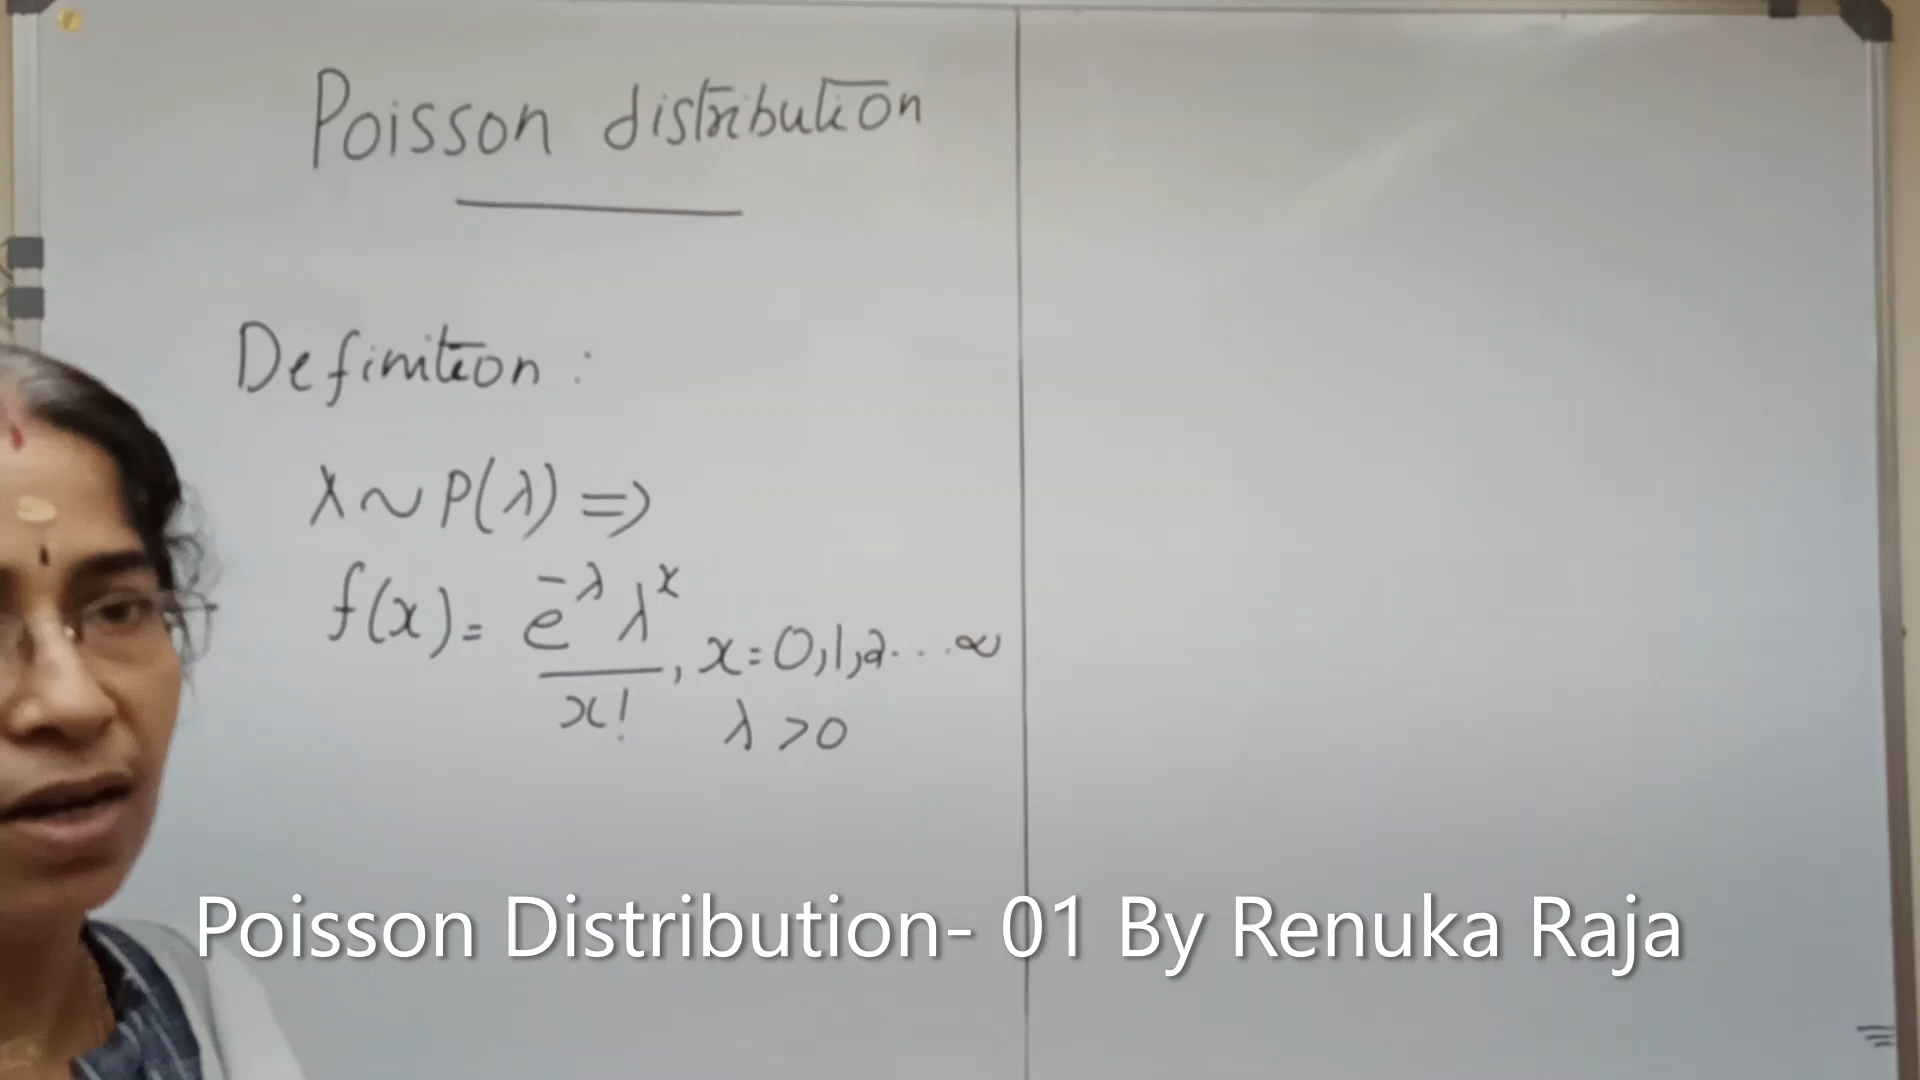 Poisson distribution
Definition :
X ~ P(λ) =>
f(x) = e^-λ λ^x / x! , x = 0, 1, 2 . . . ∞
λ > 0
Poisson Distribution- 01 By Renuka Raja